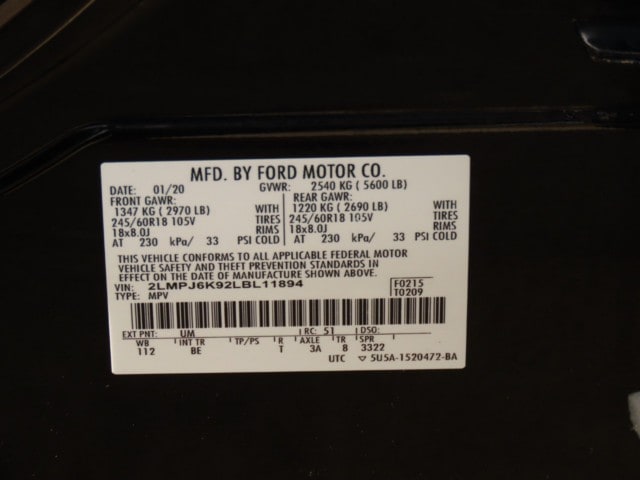 MFD. BY FORD MOTOR CO.
DATE: 01/20 GVWR: 2540 KG ( 5600 LB)
FRONT GAWR: REAR GAWR:
1347 KG ( 2970 LB) WITH 1220 KG ( 2690 LB) WITH
245/60R18 105V TIRES 245/60R18 105V TIRES
18x8.0J RIMS 18x8.0J RIMS
AT 230 kPa/ 33 PSI COLD AT 230 kPa/ 33 PSI COLD
THIS VEHICLE CONFORMS TO ALL APPLICABLE FEDERAL MOTOR
VEHICLE SAFETY AND BUMPER AND THEFT PREVENTION STANDARDS IN
EFFECT ON THE DATE OF MANUFACTURE SHOWN ABOVE.
VIN: 2LMPJ6K92LBL11894 F0215
TYPE: MPV T0209
EXT PNT: UM RC: 51 DSO:
WB INT TR TP/PS R AXLE TR SPR
112 BE T 3A 8 3322
UTC 5U5A-1520472-BA